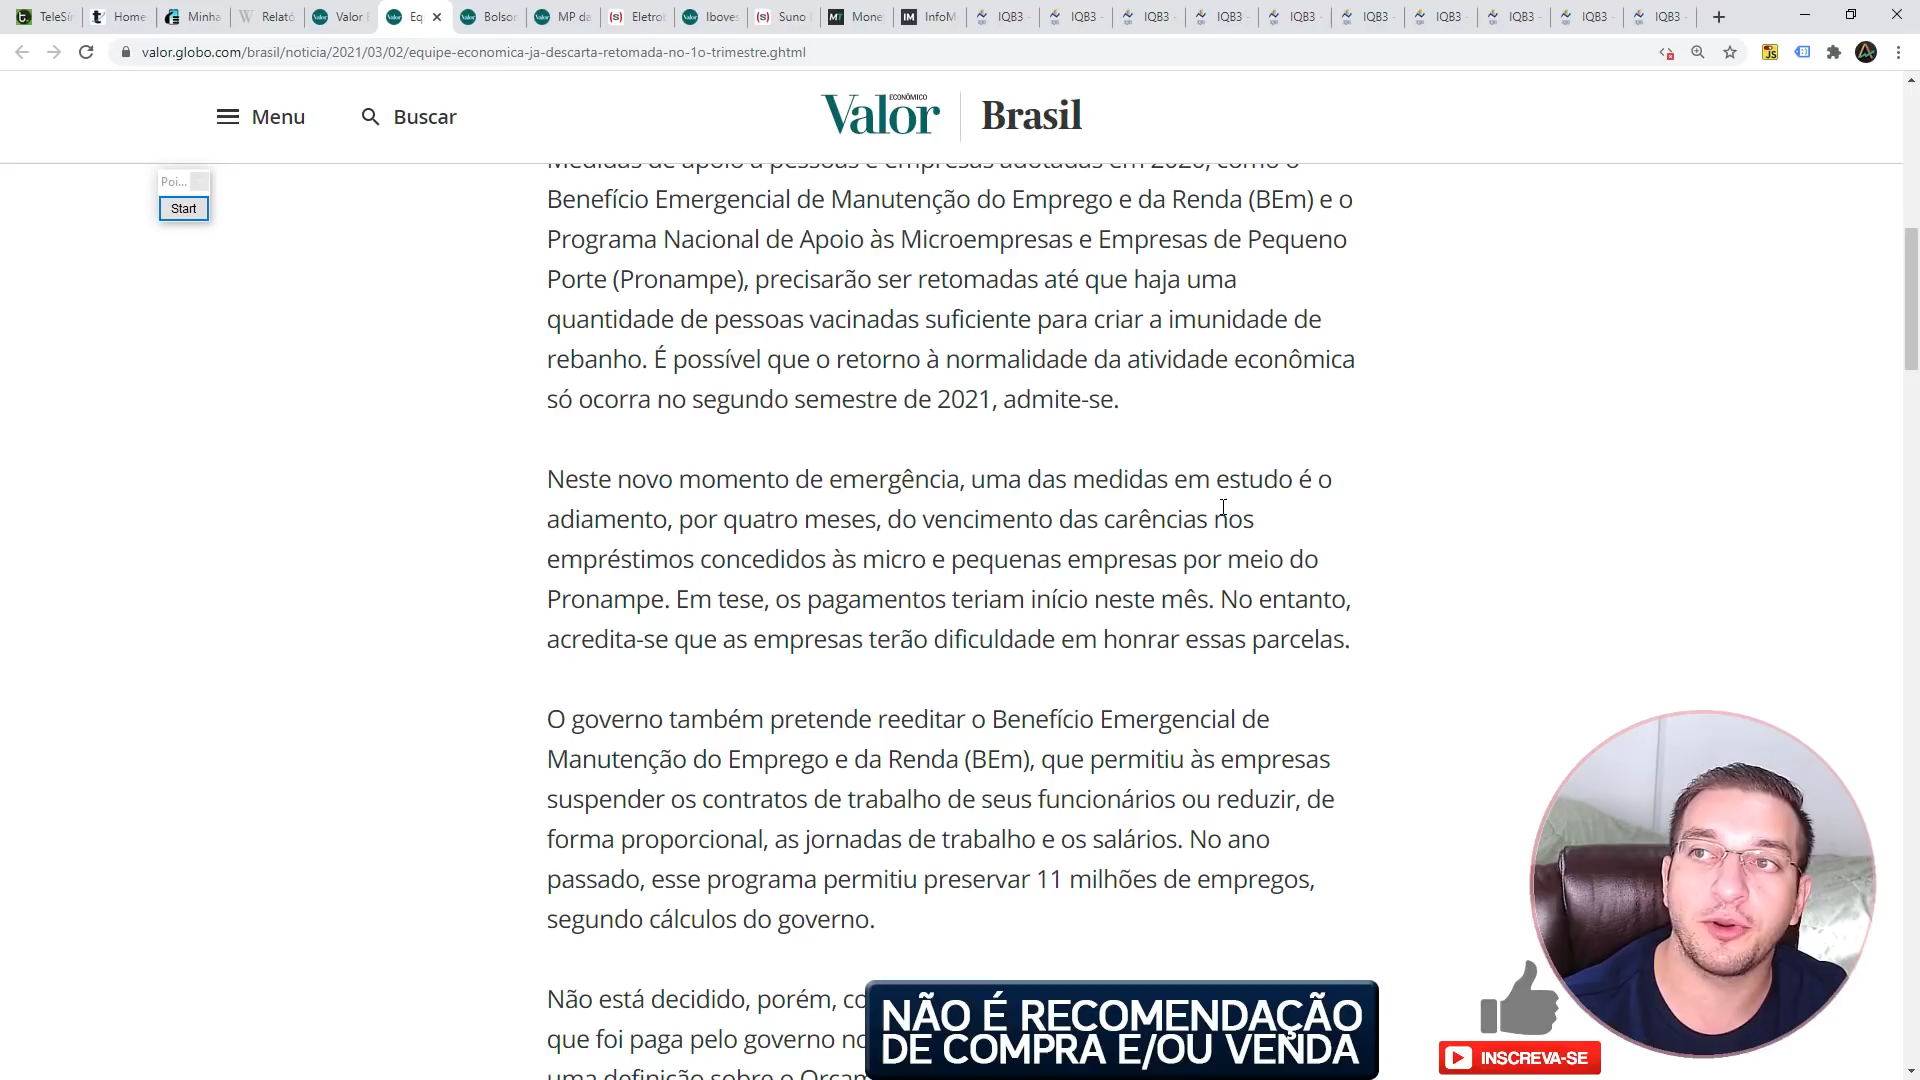 TeleSi
Home
Minha
Relató
Valor
Eq
Bolsor
MP da
Eletrob
Iboves
Suno
Mone
InfoM
IQB3
IQB3
IQB3
IQB3
IQB3
IQB3
IQB3
IQB3
IQB3
IQB3
valor.globo.com/brasil/noticia/2021/03/02/equipe-economica-ja-descarta-retomada-no-1o-trimestre.ghtml
Menu
Buscar
Valor
ECONÔMICO
Brasil
Poi...
Start
Medidas de apoio a pessoas e empresas adotadas em 2020, como o
Benefício Emergencial de Manutenção do Emprego e da Renda (BEm) e o
Programa Nacional de Apoio às Microempresas e Empresas de Pequeno
Porte (Pronampe), precisarão ser retomadas até que haja uma
quantidade de pessoas vacinadas suficiente para criar a imunidade de
rebanho. É possível que o retorno à normalidade da atividade econômica
só ocorra no segundo semestre de 2021, admite-se.
Neste novo momento de emergência, uma das medidas em estudo é o
adiamento, por quatro meses, do vencimento das carências nos
empréstimos concedidos às micro e pequenas empresas por meio do
Pronampe. Em tese, os pagamentos teriam início neste mês. No entanto,
acredita-se que as empresas terão dificuldade em honrar essas parcelas.
O governo também pretende reeditar o Benefício Emergencial de
Manutenção do Emprego e da Renda (BEm), que permitiu às empresas
suspender os contratos de trabalho de seus funcionários ou reduzir, de
forma proporcional, as jornadas de trabalho e os salários. No ano
passado, esse programa permitiu preservar 11 milhões de empregos,
segundo cálculos do governo.
Não está decidido, porém, co
que foi paga pelo governo no
uma definição sobre o Orçam
NÃO É RECOMENDAÇÃO
DE COMPRA E/OU VENDA
INSCREVA-SE